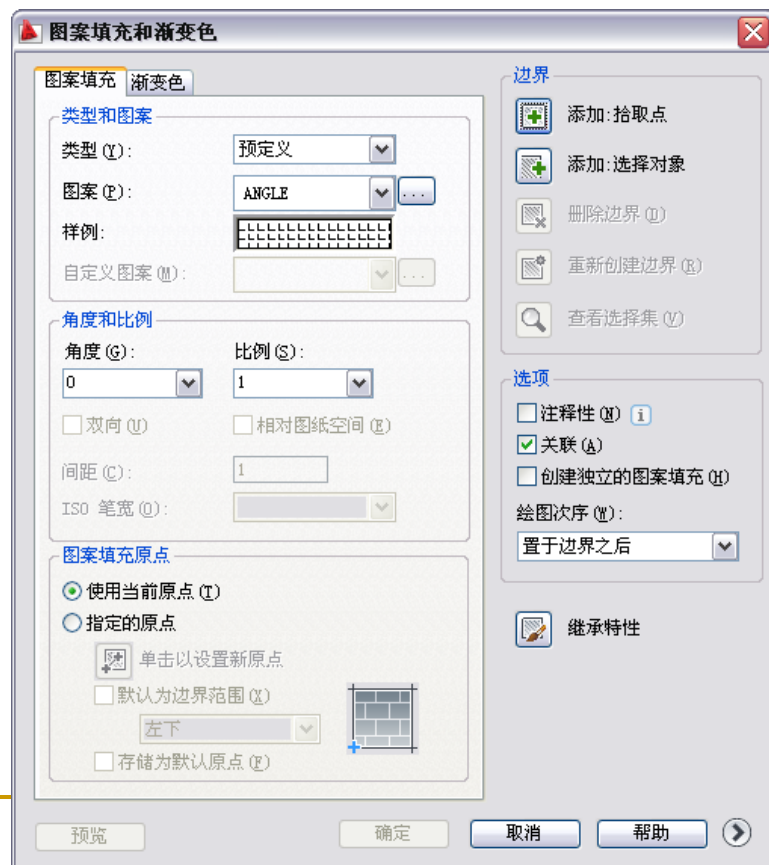 图案填充和渐变色
图案填充 渐变色
类型和图案
类型(Y): 预定义
图案(P): ANGLE ...
样例:
自定义图案(M): ...
角度和比例
角度(G): 比例(S):
0 1
双向(U) 相对图纸空间(E)
间距(C): 1
ISO 笔宽(O):
图案填充原点
使用当前原点(T)
指定的原点
单击以设置新原点
默认为边界范围(X)
左下
存储为默认原点(F)
边界
添加:拾取点
添加:选择对象
删除边界(D)
重新创建边界(R)
查看选择集(V)
选项
注释性(N) i
关联(A)
创建独立的图案填充(H)
绘图次序(W):
置于边界之后
继承特性
预览 确定 取消 帮助